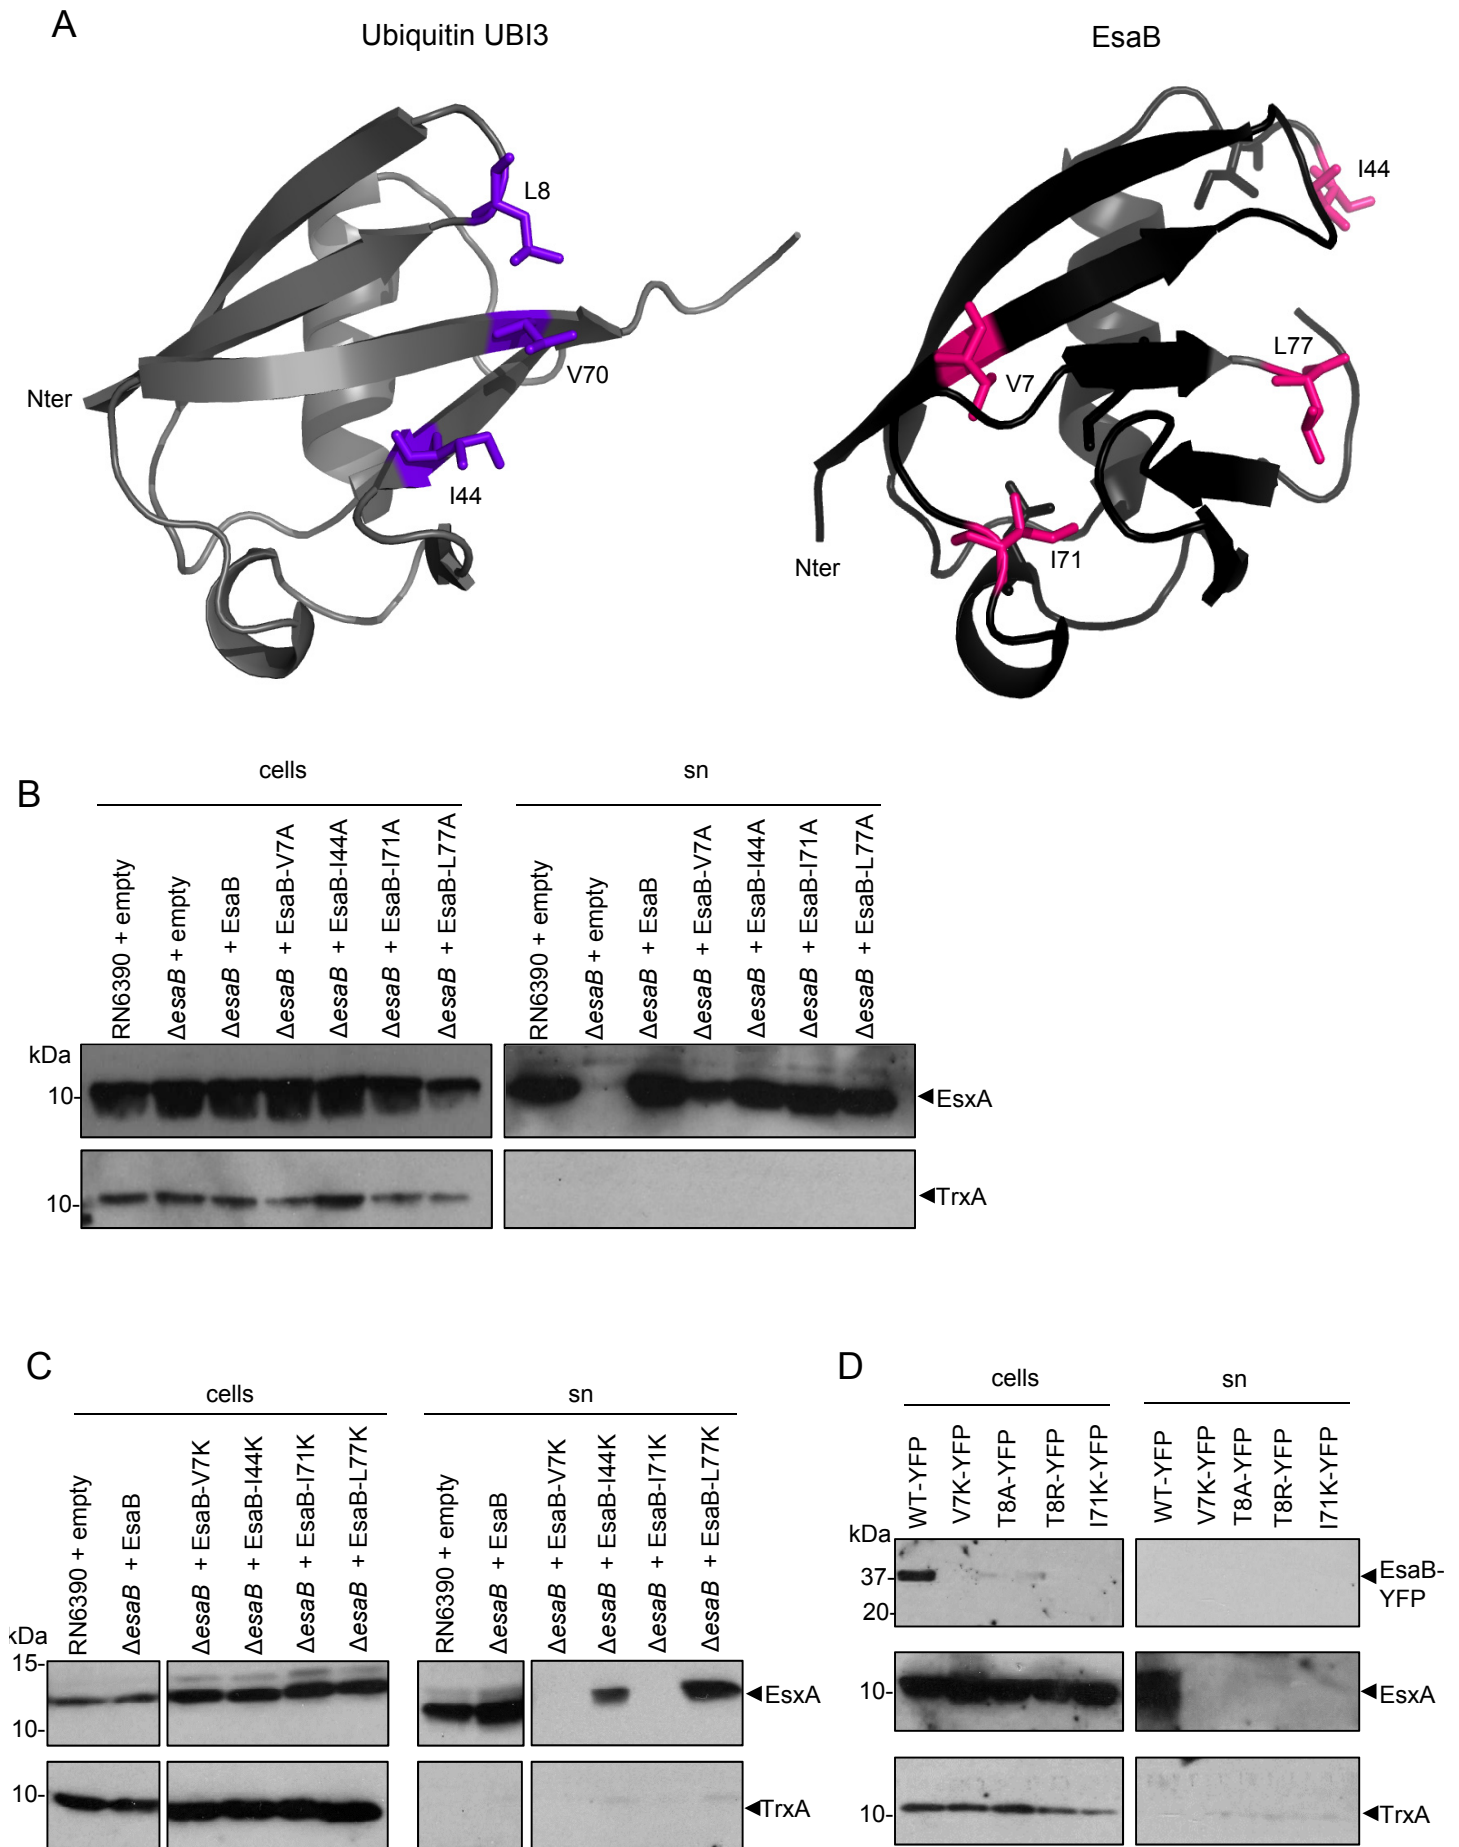 A
Ubiquitin UBI3
EsaB
L8
I44
V70
L77
V7
Nter
I44
I71
Nter
B
cells
sn
RN6390 + empty
ΔesaB + empty
ΔesaB + EsaB
ΔesaB + EsaB-V7A
ΔesaB + EsaB-I44A
ΔesaB + EsaB-I71A
ΔesaB + EsaB-L77A
RN6390 + empty
ΔesaB + empty
ΔesaB + EsaB
ΔesaB + EsaB-V7A
ΔesaB + EsaB-I44A
ΔesaB + EsaB-I71A
ΔesaB + EsaB-L77A
kDa
10-
EsxA
10-
TrxA
C
cells
sn
RN6390 + empty
ΔesaB + EsaB
ΔesaB + EsaB-V7K
ΔesaB + EsaB-I44K
ΔesaB + EsaB-I71K
ΔesaB + EsaB-L77K
RN6390 + empty
ΔesaB + EsaB
ΔesaB + EsaB-V7K
ΔesaB + EsaB-I44K
ΔesaB + EsaB-I71K
ΔesaB + EsaB-L77K
kDa
15-
EsxA
10-
10-
TrxA
D
cells
sn
WT-YFP
V7K-YFP
T8A-YFP
T8R-YFP
I71K-YFP
WT-YFP
V7K-YFP
T8A-YFP
T8R-YFP
I71K-YFP
kDa
37-
EsaB-
YFP
20-
10-
EsxA
10-
TrxA